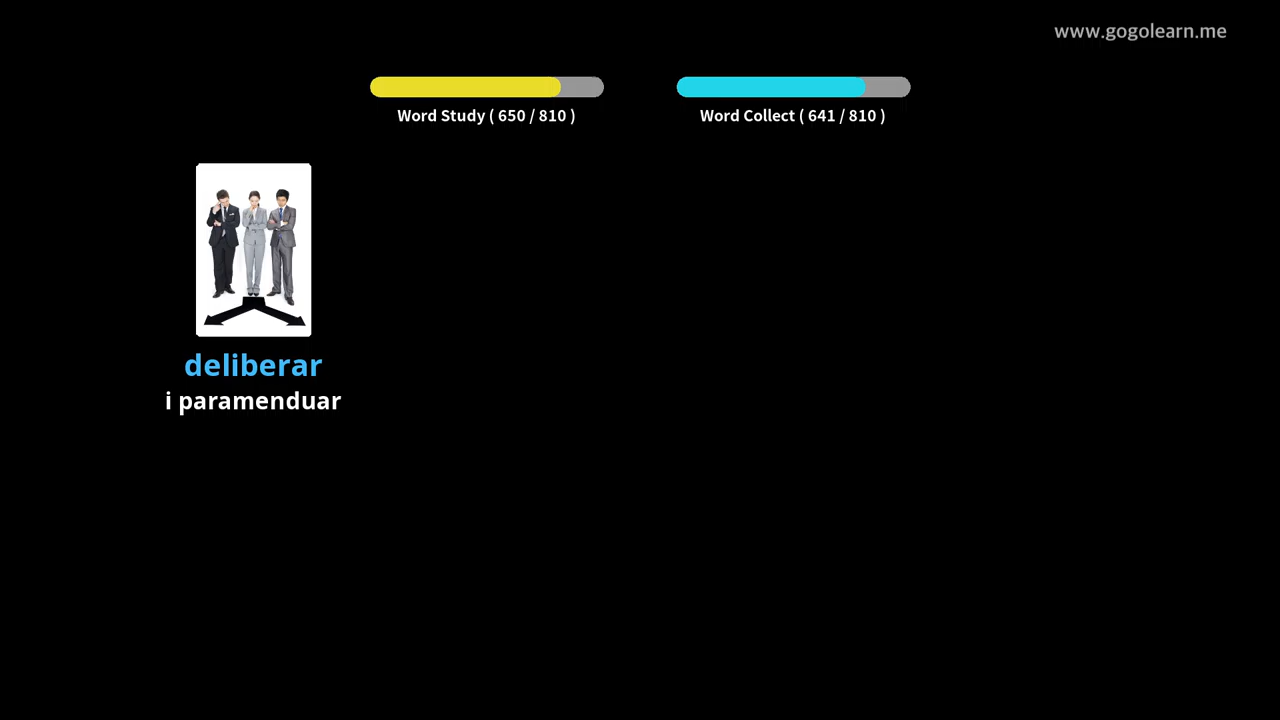 www.gogolearn.me
Word Study ( 650 / 810 )
Word Collect ( 641 / 810 )
deliberar
i paramenduar